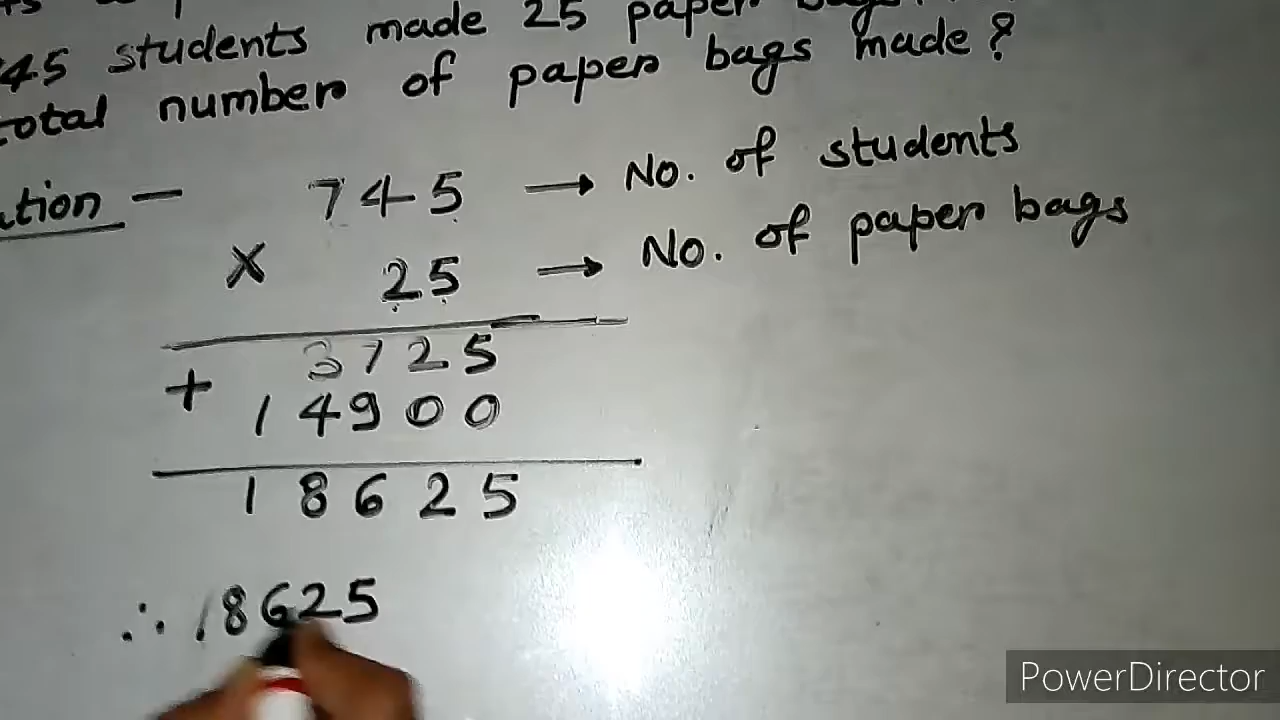 45 students made 25 paper bags
total number of paper bags made?
ation — 745 → No. of students
× 25 → No. of paper bags
3725
+ 14900
18625
∴ 18625
PowerDirector